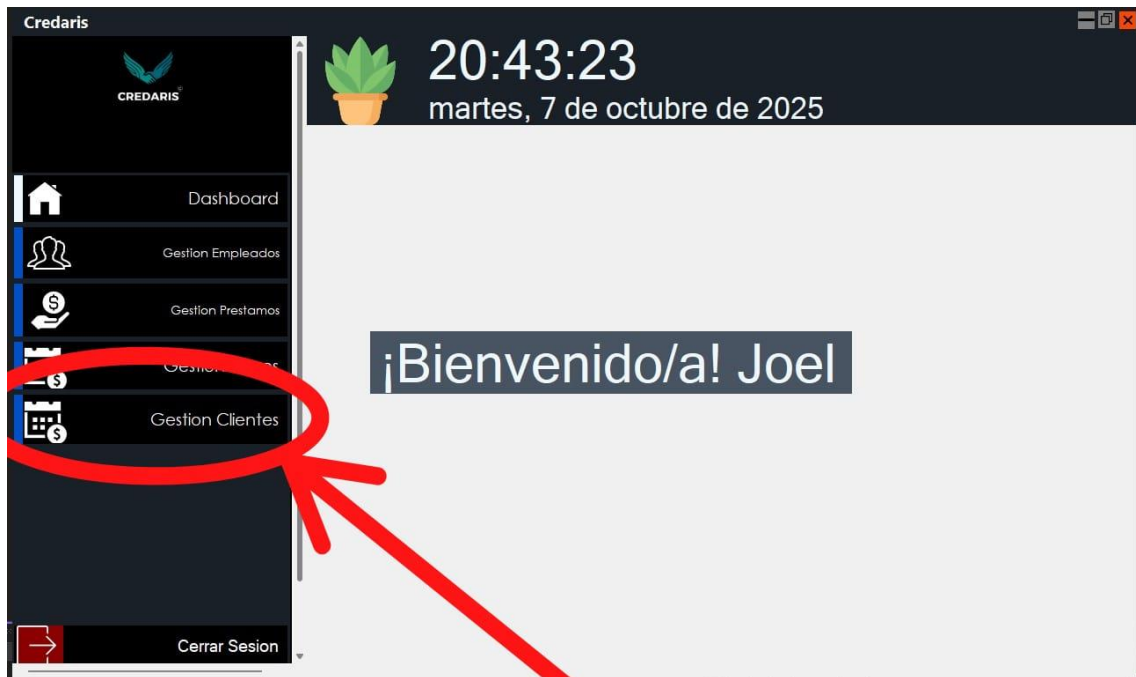 Credaris
CREDARIS
©
20:43:23
martes, 7 de octubre de 2025
Dashboard
Gestion Empleados
Gestion Prestamos
Gestion
Gestion Clientes
¡Bienvenido/a! Joel
Cerrar Sesion